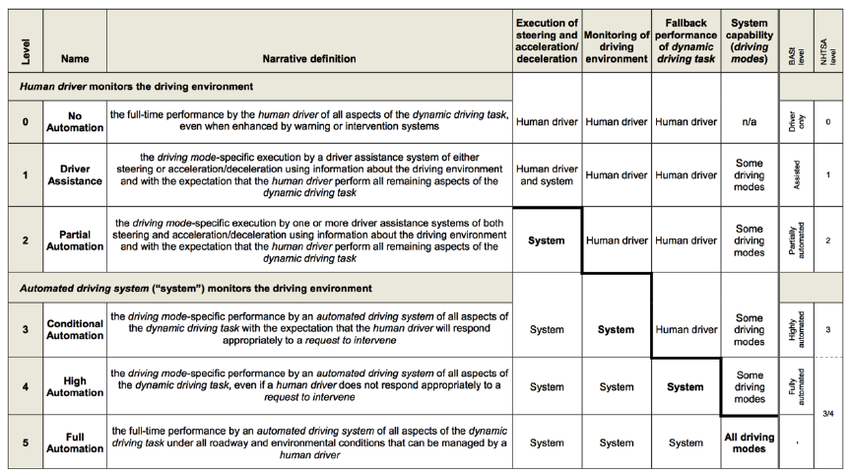 Level
Name
Narrative definition
Execution of
steering and
acceleration/
deceleration
Monitoring of
driving
environment
Fallback
performance
of dynamic
driving task
System
capability
(driving
modes)
BASt
level
NHTSA
level
Human driver monitors the driving environment
0
No
Automation
the full-time performance by the human driver of all aspects of the dynamic driving task,
even when enhanced by warning or intervention systems
Human driver
Human driver
Human driver
n/a
Driver
only
0
1
Driver
Assistance
the driving mode-specific execution by a driver assistance system of either
steering or acceleration/deceleration using information about the driving environment
and with the expectation that the human driver perform all remaining aspects of the
dynamic driving task
Human driver
and system
Human driver
Human driver
Some
driving
modes
Assisted
1
2
Partial
Automation
the driving mode-specific execution by one or more driver assistance systems of both
steering and acceleration/deceleration using information about the driving environment
and with the expectation that the human driver perform all remaining aspects of the
dynamic driving task
System
Human driver
Human driver
Some
driving
modes
Partially
automated
2
Automated driving system (“system”) monitors the driving environment
3
Conditional
Automation
the driving mode-specific performance by an automated driving system of all aspects of
the dynamic driving task with the expectation that the human driver will respond
appropriately to a request to intervene
System
System
Human driver
Some
driving
modes
Highly
automated
3
4
High
Automation
the driving mode-specific performance by an automated driving system of all aspects of
the dynamic driving task, even if a human driver does not respond appropriately to a
request to intervene
System
System
System
Some
driving
modes
Fully
automated
3/4
5
Full
Automation
the full-time performance by an automated driving system of all aspects of the dynamic
driving task under all roadway and environmental conditions that can be managed by a
human driver
System
System
System
All driving
modes
-